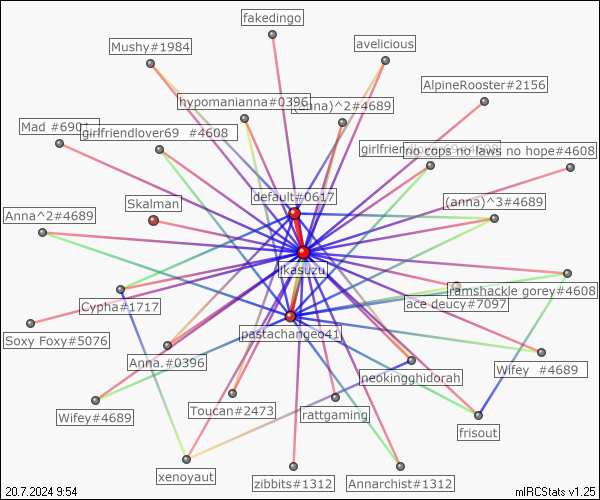 fakedingo
Mushy#1984
avelicious
AlpineRooster#2156
hypomanianna#0396
(anna)^2#4689
Mad #690
girlfriendlover69 #4608
girlfriend
no cops no laws no hope#4608
default#0617
Skalman
(anna)^3#4689
Anna^2#4689
ikasuzu
Cypha#1717
ramshackle gorey#4608
ace deucy#7097
pastachangeo41
Soxy Foxy#5076
Anna.#0396
neokingghidorah
Wifey #4689
Wifey#4689
Toucan#2473
rattgaming
frisout
xenoyaut
zibbits#1312
Annarchist#1312
20.7.2024 9:54
mIRCStats v1.25